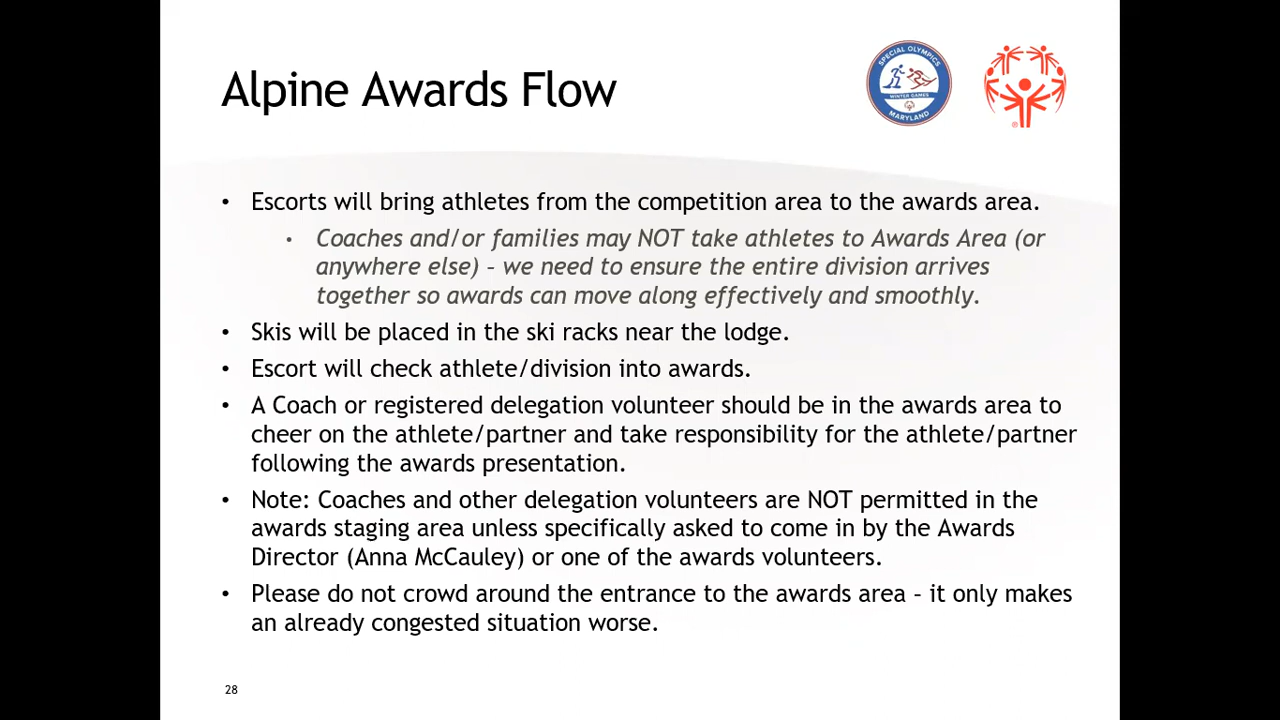 Alpine Awards Flow
SPECIAL OLYMPICS
WINTER GAMES
MARYLAND
®
• Escorts will bring athletes from the competition area to the awards area.
• Coaches and/or families may NOT take athletes to Awards Area (or
anywhere else) – we need to ensure the entire division arrives
together so awards can move along effectively and smoothly.
• Skis will be placed in the ski racks near the lodge.
• Escort will check athlete/division into awards.
• A Coach or registered delegation volunteer should be in the awards area to
cheer on the athlete/partner and take responsibility for the athlete/partner
following the awards presentation.
• Note: Coaches and other delegation volunteers are NOT permitted in the
awards staging area unless specifically asked to come in by the Awards
Director (Anna McCauley) or one of the awards volunteers.
• Please do not crowd around the entrance to the awards area – it only makes
an already congested situation worse.
28